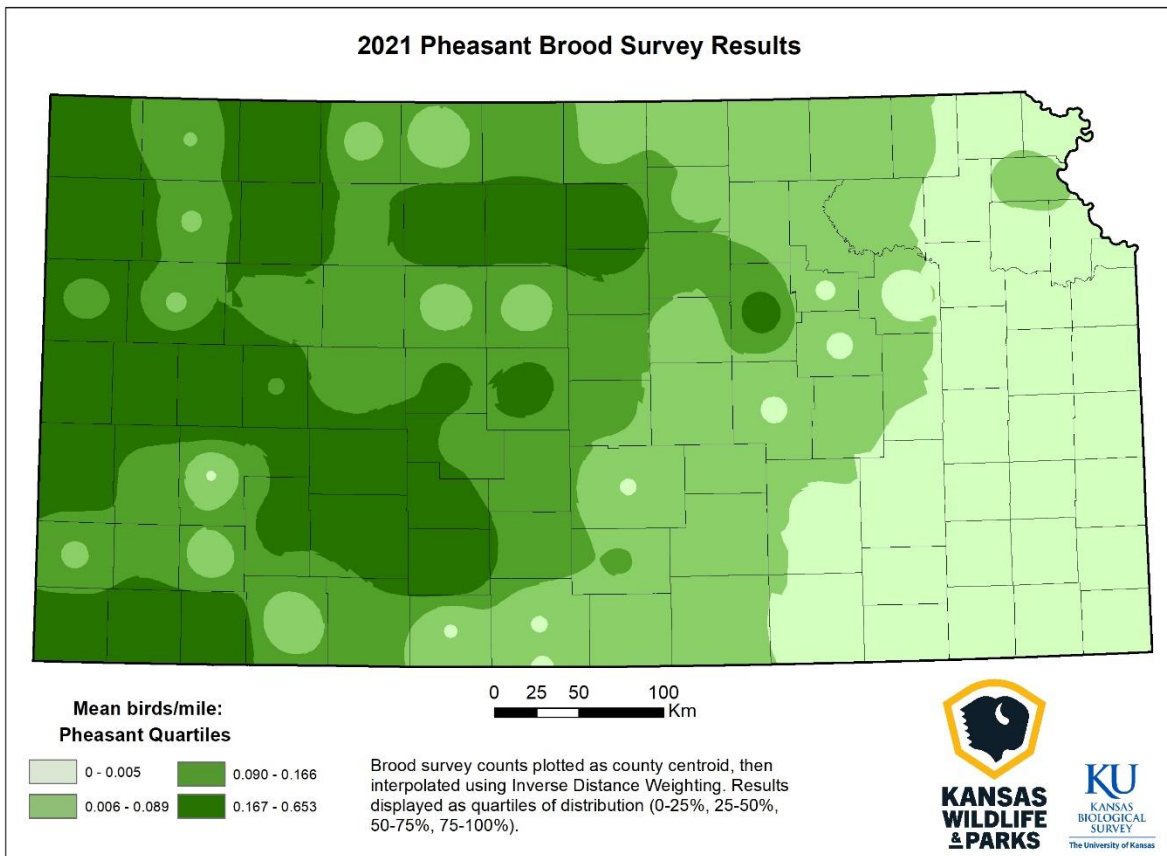 2021 Pheasant Brood Survey Results
0 25 50 100
Km
Mean birds/mile:
Pheasant Quartiles
0 - 0.005
0.090 - 0.166
0.006 - 0.089
0.167 - 0.653
Brood survey counts plotted as county centroid, then
interpolated using Inverse Distance Weighting. Results
displayed as quartiles of distribution (0-25%, 25-50%,
50-75%, 75-100%).
KANSAS
WILDLIFE
& PARKS
KU
KANSAS
BIOLOGICAL
SURVEY
The University of Kansas